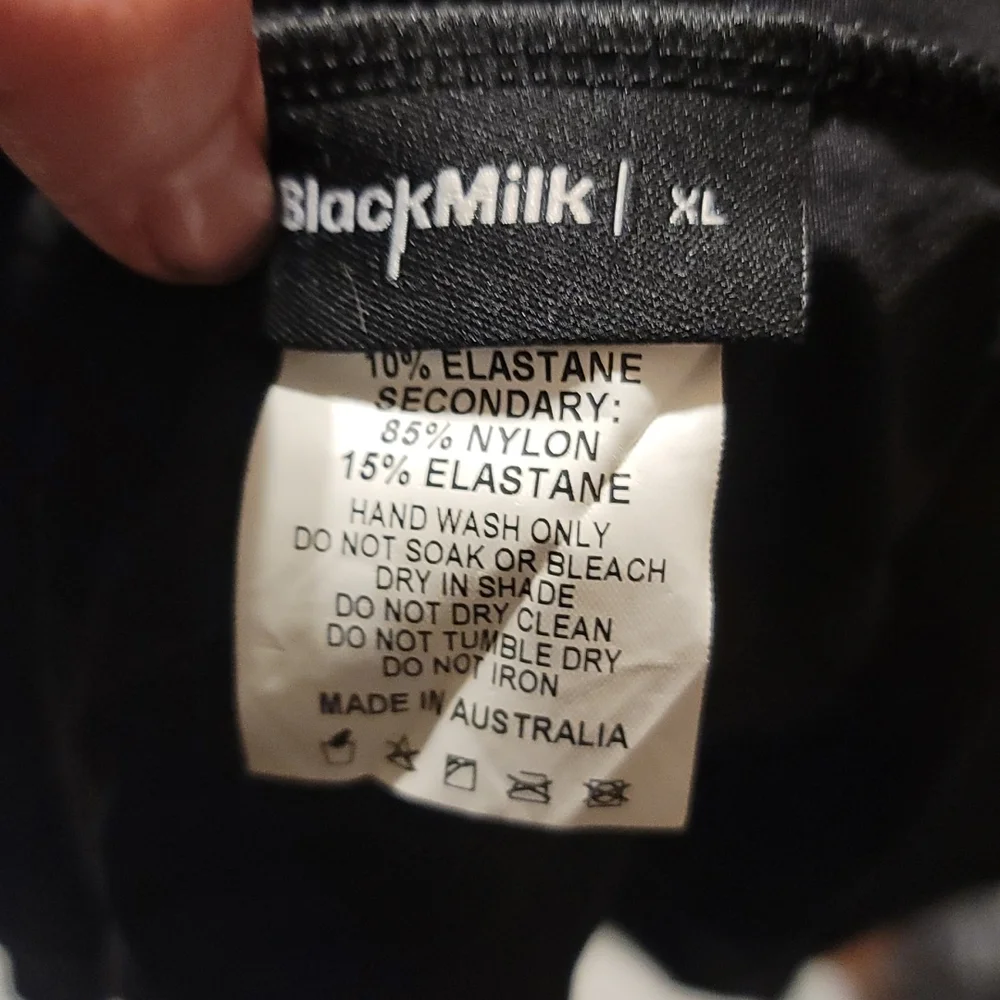 BlackMilk | XL
10% ELASTANE
SECONDARY:
85% NYLON
15% ELASTANE
HAND WASH ONLY
DO NOT SOAK OR BLEACH
DRY IN SHADE
DO NOT DRY CLEAN
DO NOT TUMBLE DRY
DO NOT IRON
MADE IN AUSTRALIA